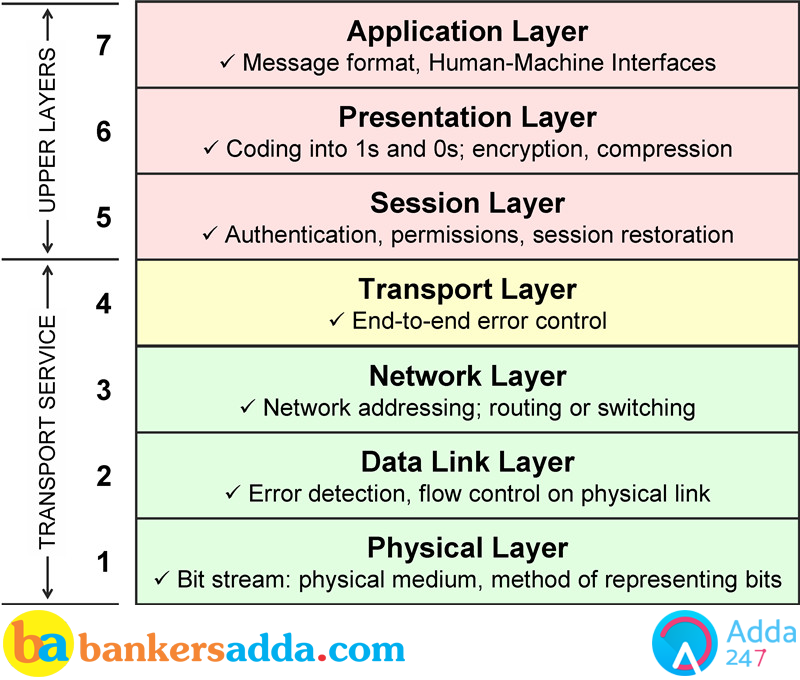 UPPER LAYERS
7
Application Layer
✓ Message format, Human-Machine Interfaces
6
Presentation Layer
✓ Coding into 1s and 0s; encryption, compression
5
Session Layer
✓ Authentication, permissions, session restoration
TRANSPORT SERVICE
4
Transport Layer
✓ End-to-end error control
3
Network Layer
✓ Network addressing; routing or switching
2
Data Link Layer
✓ Error detection, flow control on physical link
1
Physical Layer
✓ Bit stream: physical medium, method of representing bits
ba bankersadda.com
Adda
247